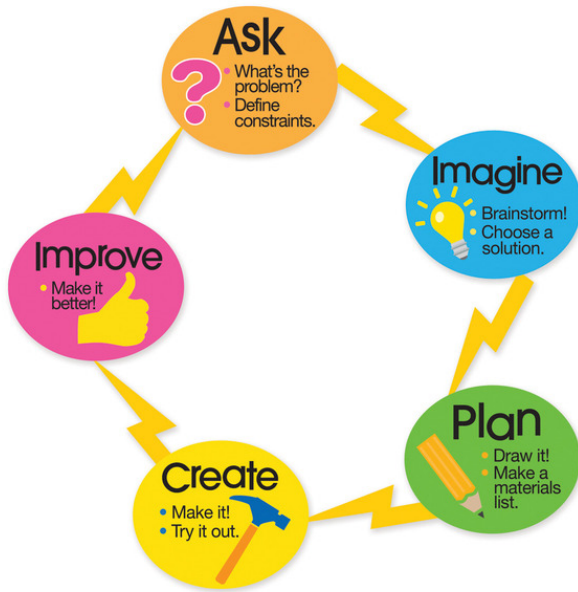 Ask
?
• What's the
problem?
• Define
constraints.
Imagine
• Brainstorm!
• Choose a
solution.
Plan
• Draw it!
• Make a
materials
list.
Create
• Make it!
• Try it out.
Improve
• Make it
better!